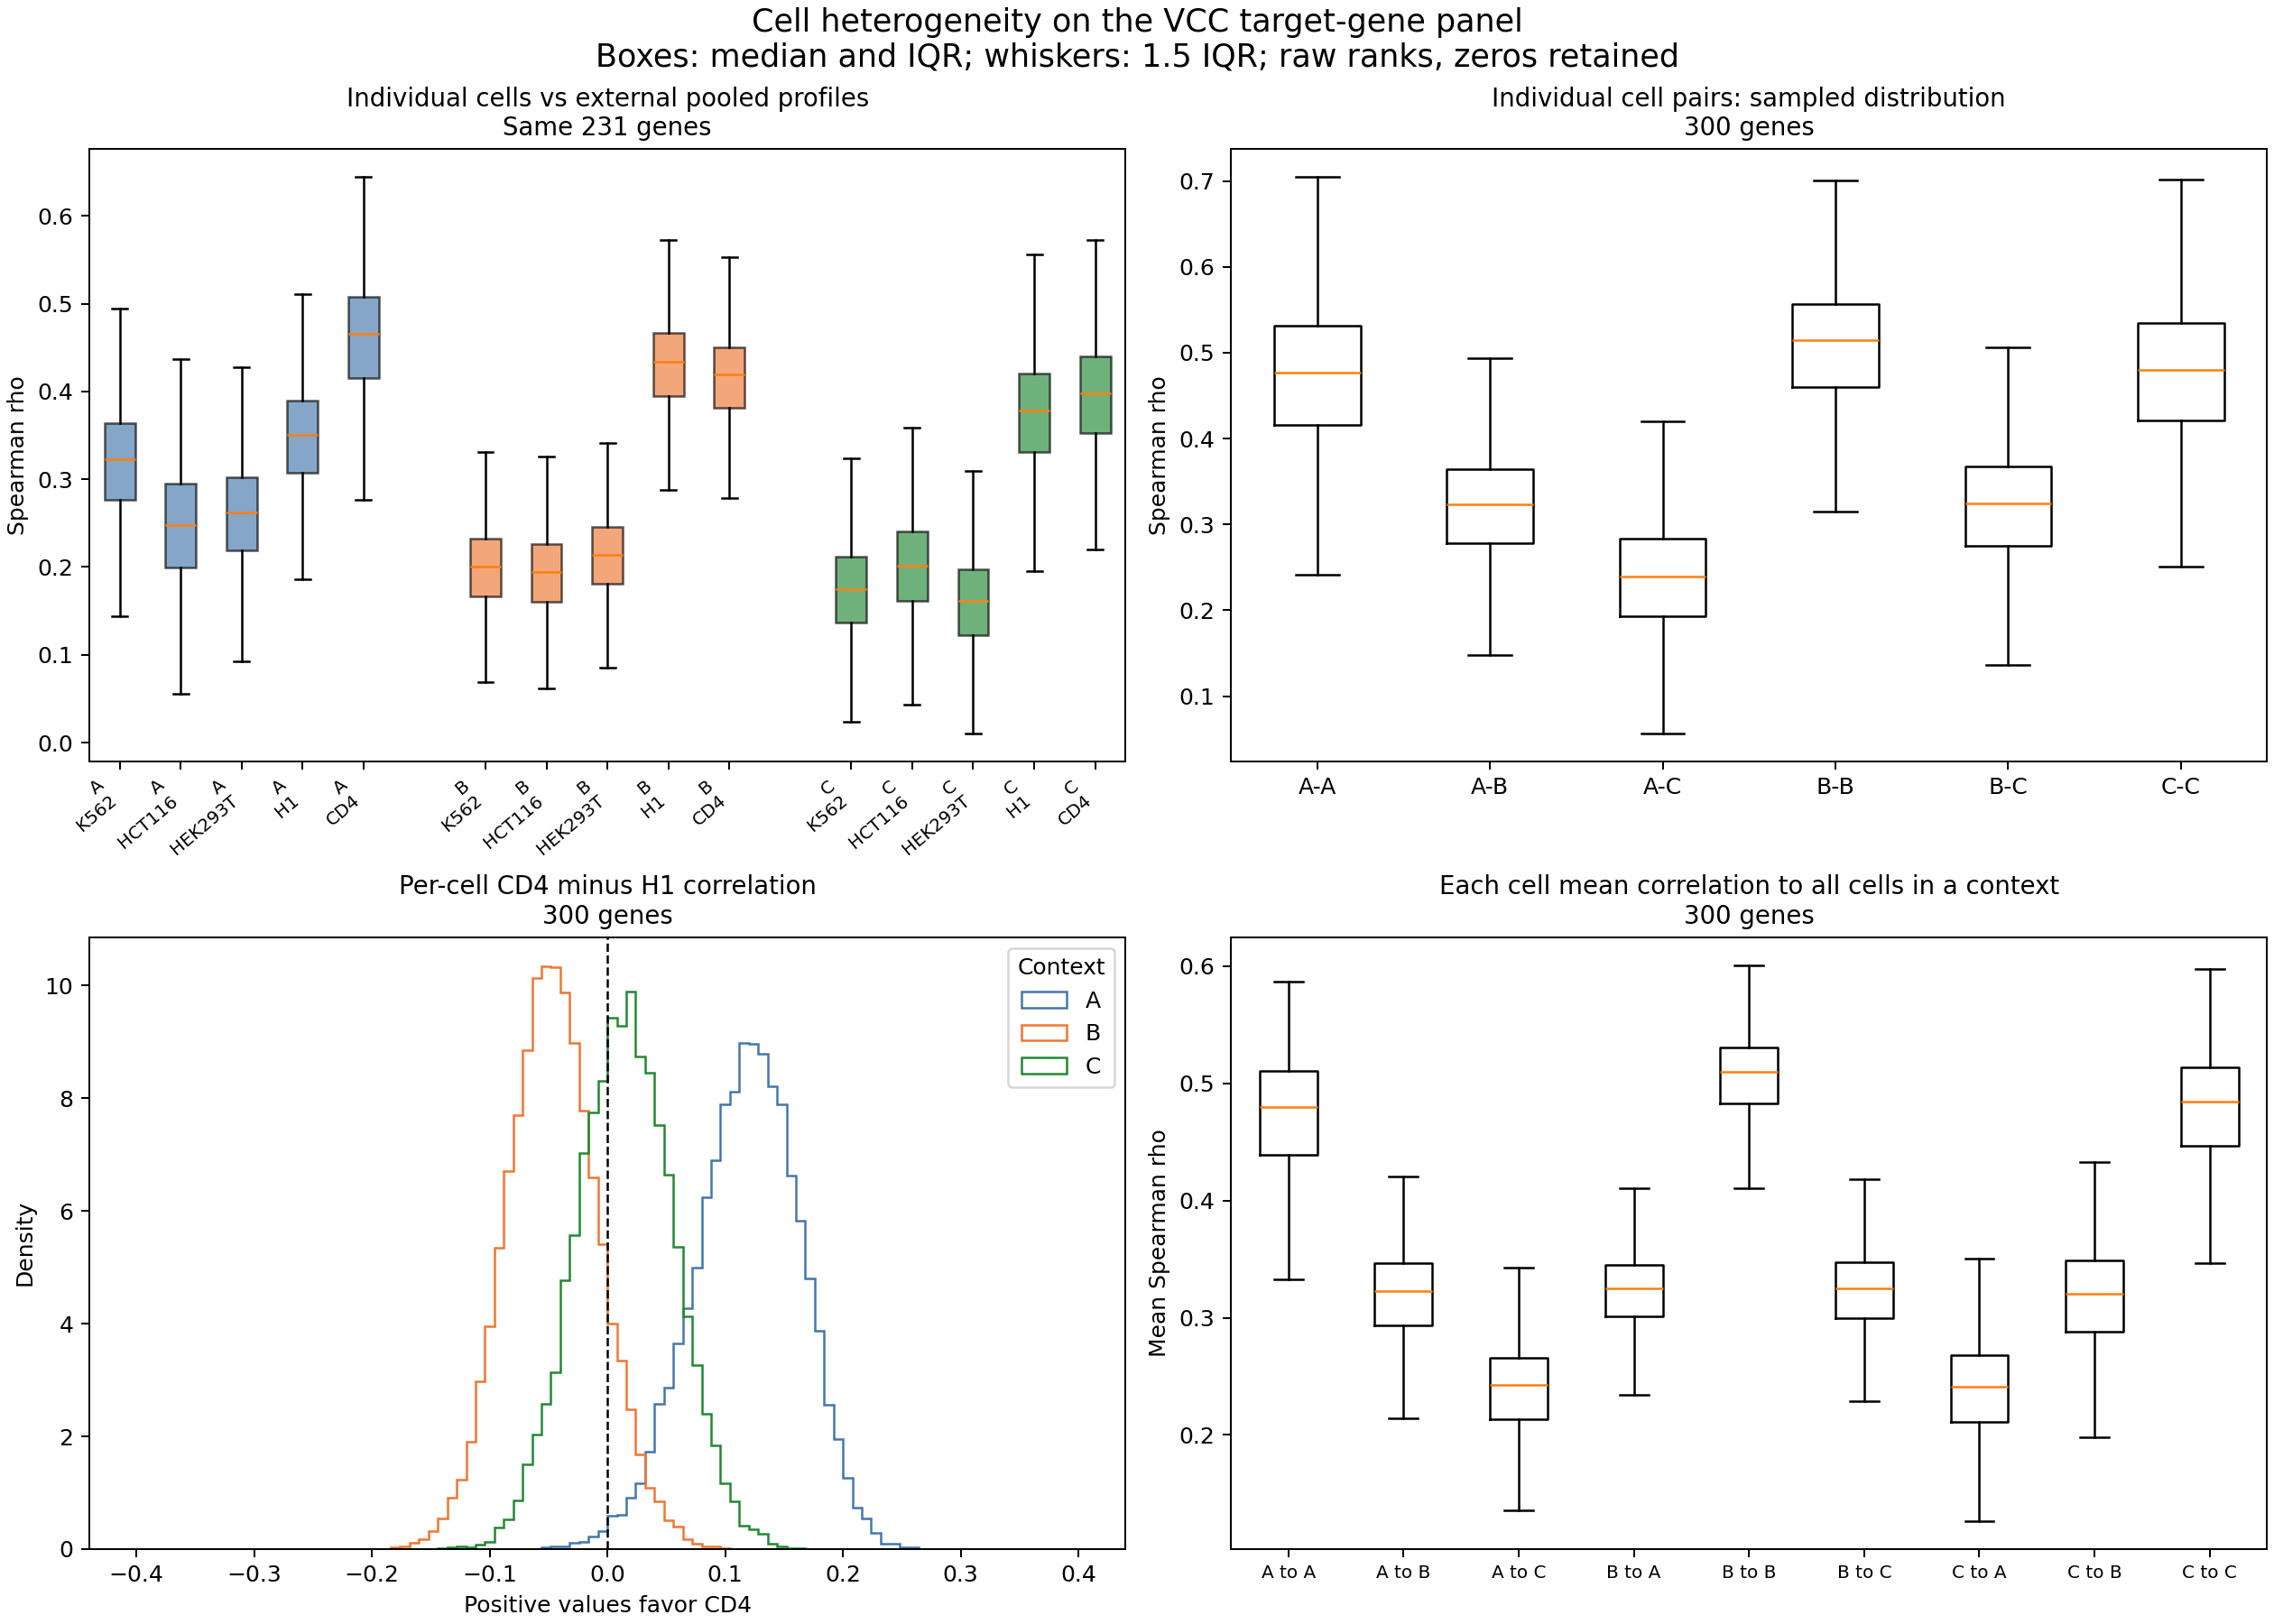 Cell heterogeneity on the VCC target-gene panel
Boxes: median and IQR; whiskers: 1.5 IQR; raw ranks, zeros retained
Individual cells vs external pooled profiles
Same 231 genes
Spearman rho
0.6
0.5
0.4
0.3
0.2
0.1
0.0
A
K562
A
HCT116
A
HEK293T
A
H1
A
CD4
B
K562
B
HCT116
B
HEK293T
B
H1
B
CD4
C
K562
C
HCT116
C
HEK293T
C
H1
C
CD4
Individual cell pairs: sampled distribution
300 genes
Spearman rho
0.7
0.6
0.5
0.4
0.3
0.2
0.1
A-A
A-B
A-C
B-B
B-C
C-C
Per-cell CD4 minus H1 correlation
300 genes
Density
10
8
6
4
2
0
Context
A
B
C
−0.4
−0.3
−0.2
−0.1
0.0
0.1
0.2
0.3
0.4
Positive values favor CD4
Each cell mean correlation to all cells in a context
300 genes
Mean Spearman rho
0.6
0.5
0.4
0.3
0.2
A to A
A to B
A to C
B to A
B to B
B to C
C to A
C to B
C to C